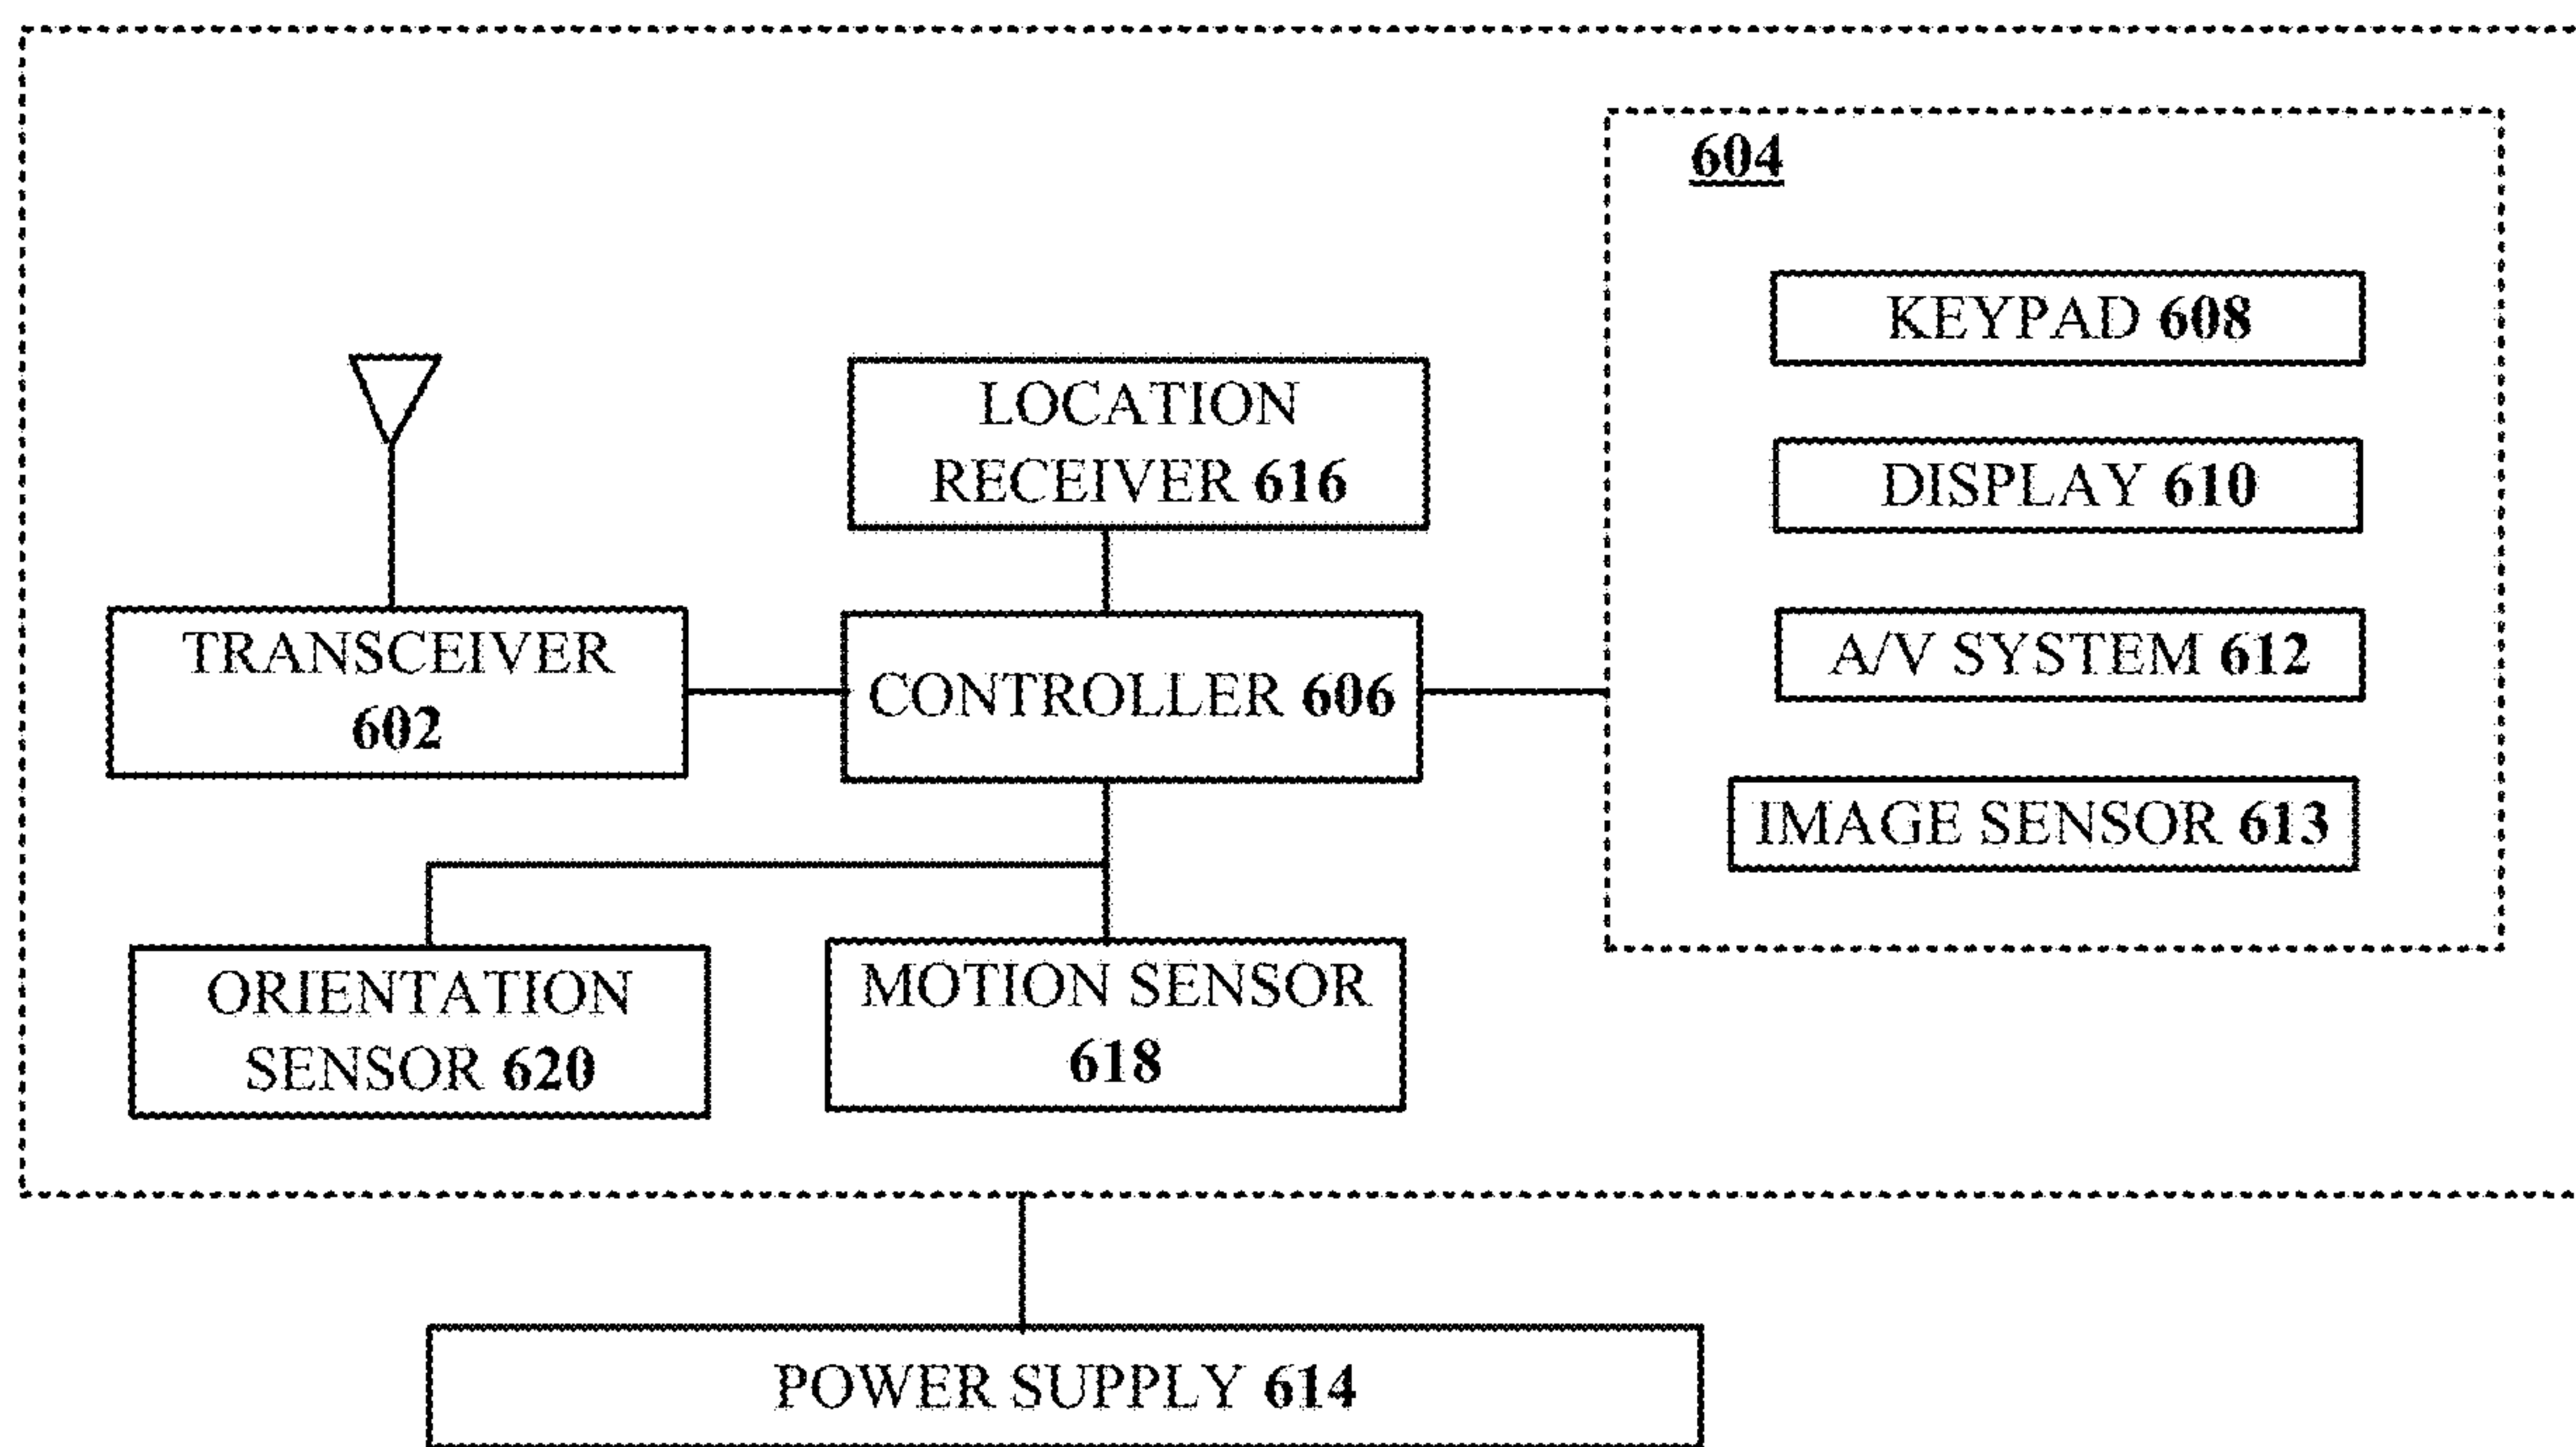 604
KEYPAD 608
DISPLAY 610
A/V SYSTEM 612
IMAGE SENSOR 613
LOCATION
RECEIVER 616
TRANSCEIVER
602
CONTROLLER 606
ORIENTATION
SENSOR 620
MOTION SENSOR
618
POWER SUPPLY 614